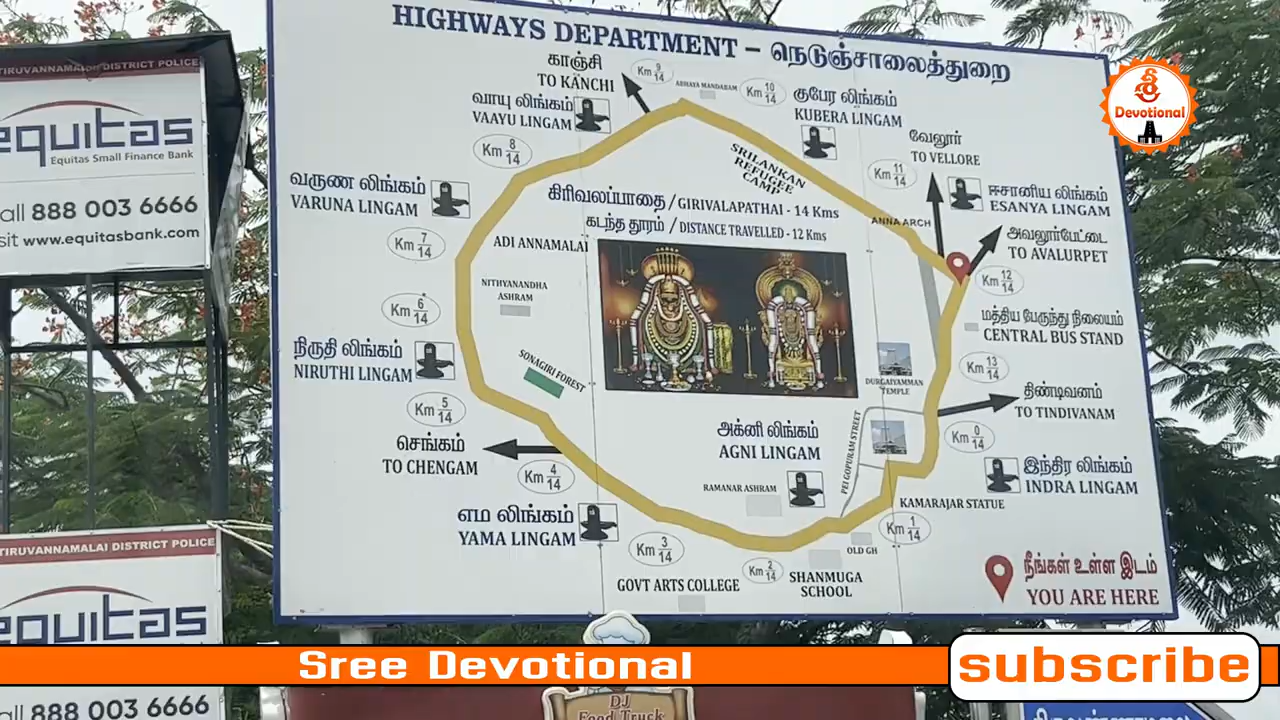 HIGHWAYS DEPARTMENT – நெடுஞ்சாலைத்துறை
காஞ்சி
TO KANCHI
Km 9/14
ABHAYA MANDABAM
Km 10/14
குபேர லிங்கம்
KUBERA LINGAM
வாயு லிங்கம்
VAAYU LINGAM
Km 8/14
SRILANKAN
REFUGEE
CAMP
வேலூர்
TO VELLORE
Km 11/14
வருண லிங்கம்
VARUNA LINGAM
கிரிவலப்பாதை / GIRIVALAPATHAI - 14 Kms
கடந்த தூரம் / DISTANCE TRAVELLED - 12 Kms
ANNA ARCH
ஈசானிய லிங்கம்
ESANYA LINGAM
அவலூர்பேட்டை
TO AVALURPET
Km 7/14
ADI ANNAMALAI
Km 12/14
NITHYANANDHA
ASHRAM
Km 6/14
மத்திய பேருந்து நிலையம்
CENTRAL BUS STAND
நிருதி லிங்கம்
NIRUTHI LINGAM
SONAGIRI FOREST
DURGAIYAMMAN
TEMPLE
Km 13/14
Km 5/14
திண்டிவனம்
TO TINDIVANAM
செங்கம்
TO CHENGAM
அக்னி லிங்கம்
AGNI LINGAM
PEI GOPURAM STREET
Km 0/14
Km 4/14
RAMANAR ASHRAM
இந்திர லிங்கம்
INDRA LINGAM
எம லிங்கம்
YAMA LINGAM
KAMARAJAR STATUE
Km 1/14
Km 3/14
OLD GH
Km 2/14
GOVT ARTS COLLEGE
SHANMUGA
SCHOOL
நீங்கள் உள்ள இடம்
YOU ARE HERE
TIRUVANNAMALAI DISTRICT POLICE
equitas
Equitas Small Finance Bank
all 888 003 6666
sit www.equitasbank.com
TIRUVANNAMALAI DISTRICT POLICE
equitas
all 888 003 6666
ஸ்ரீ
Devotional
Sree Devotional
subscribe
DJ
Food Truck